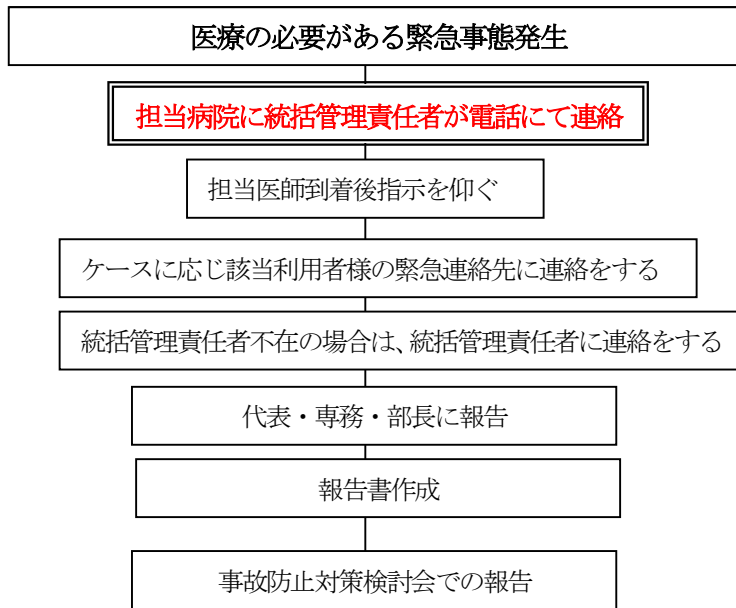 医療の必要がある緊急事態発生
担当病院に統括管理責任者が電話にて連絡
担当医師到着後指示を仰ぐ
ケースに応じ該当利用者様の緊急連絡先に連絡をする
統括管理責任者不在の場合は、統括管理責任者に連絡をする
代表・専務・部長に報告
報告書作成
事故防止対策検討会での報告